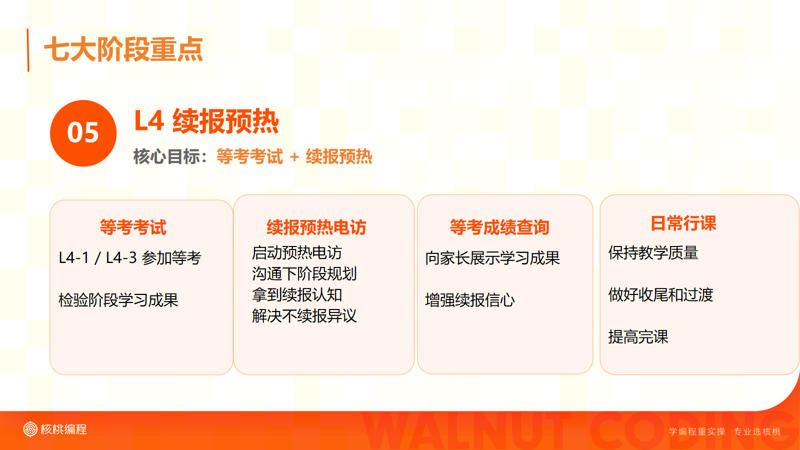 七大阶段重点
05
L4 续报预热
核心目标：等考考试 + 续报预热
等考考试
L4-1 / L4-3 参加等考
检验阶段学习成果
续报预热电访
启动预热电访
沟通下阶段规划
拿到续报认知
解决不续报异议
等考成绩查询
向家长展示学习成果
增强续报信心
日常行课
保持教学质量
做好收尾和过渡
提高完课
核桃编程
WALNUT CODING
学编程重实操 专业选核桃